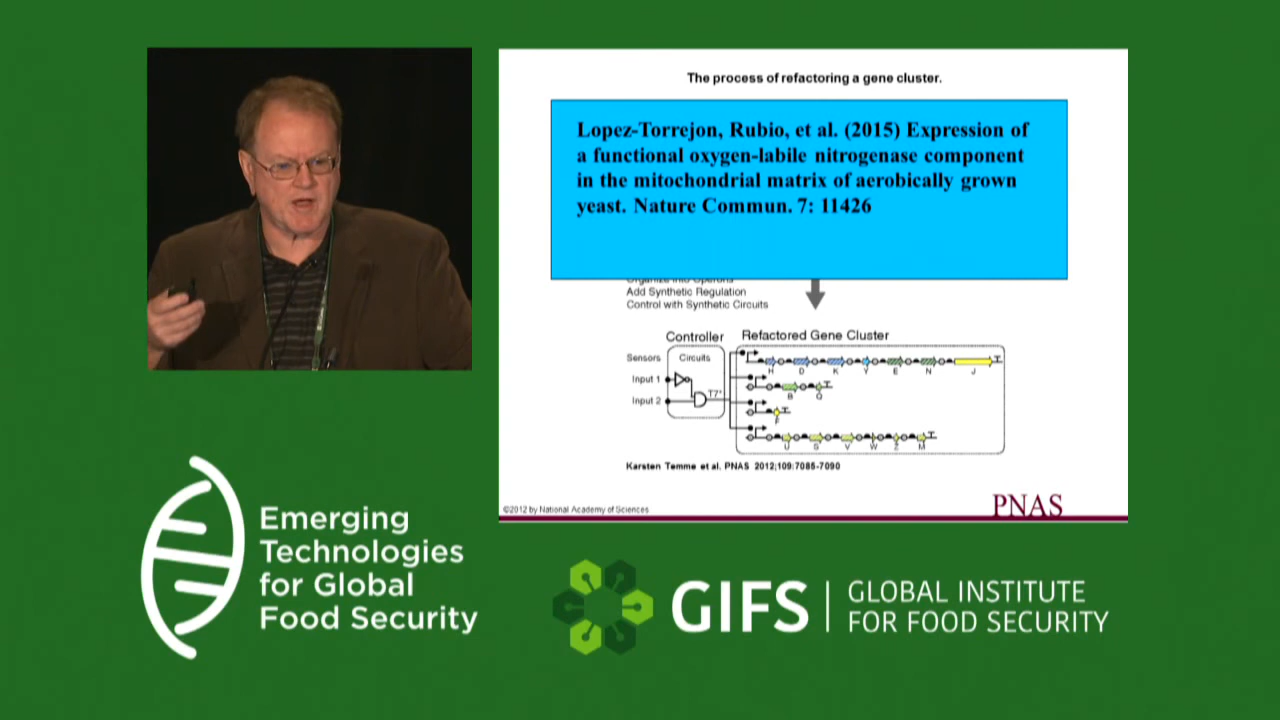 The process of refactoring a gene cluster.
Lopez-Torrejon, Rubio, et al. (2015) Expression of
a functional oxygen-labile nitrogenase component
in the mitochondrial matrix of aerobically grown
yeast. Nature Commun. 7: 11426
Organize into Operons
Add Synthetic Regulation
Control with Synthetic Circuits
Controller
Refactored Gene Cluster
Sensors
Circuits
Input 1
Input 2
T7*
H D K Y E N J
B Q
F
U S V W Z M
Karsten Temme et al. PNAS 2012;109:7085-7090
©2012 by National Academy of Sciences
PNAS
Emerging
Technologies
for Global
Food Security
GIFS
GLOBAL INSTITUTE
FOR FOOD SECURITY